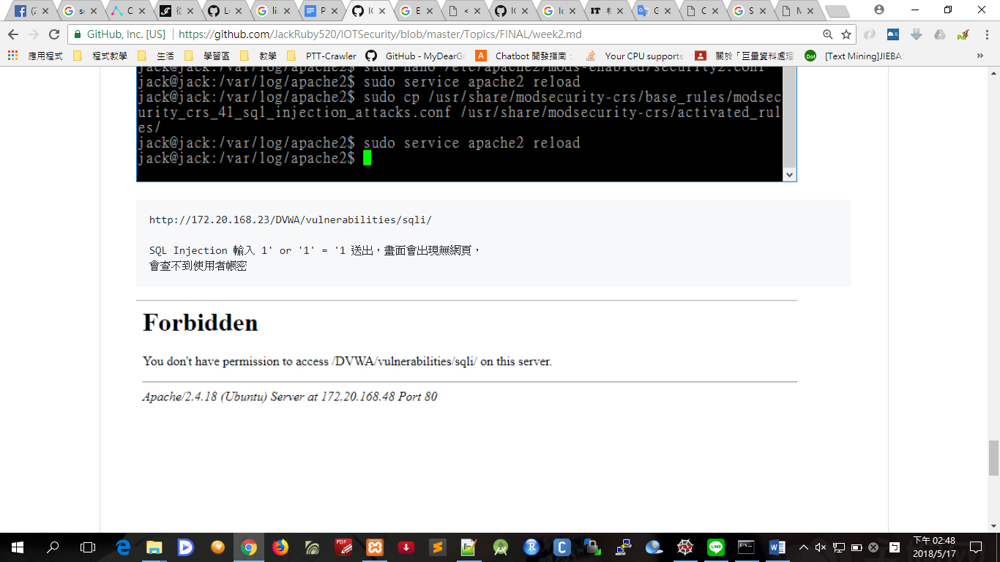 GitHub, Inc. [US] https://github.com/JackRuby520/IOTSecurity/blob/master/Topics/FINAL/week2.md
應用程式 程式教學 生活 學習區 教學 PTT-Crawler GitHub - MyDearGr Chatbot 開發指南： Your CPU supports 關於「巨量資料處理 [Text Mining]JIEBA:
jack@jack:/var/log/apache2$ sudo nano /etc/apache2/mods-enabled/security2.conf
jack@jack:/var/log/apache2$ sudo service apache2 reload
jack@jack:/var/log/apache2$ sudo cp /usr/share/modsecurity-crs/base_rules/modsec
urity_crs_41_sql_injection_attacks.conf /usr/share/modsecurity-crs/activated_rul
es/
jack@jack:/var/log/apache2$ sudo service apache2 reload
jack@jack:/var/log/apache2$
http://172.20.168.23/DVWA/vulnerabilities/sqli/
SQL Injection 輸入 1' or '1' = '1 送出，畫面會出現無網頁，
會查不到使用者帳密
Forbidden
You don't have permission to access /DVWA/vulnerabilities/sqli/ on this server.
Apache/2.4.18 (Ubuntu) Server at 172.20.168.48 Port 80
下午 02:48
2018/5/17